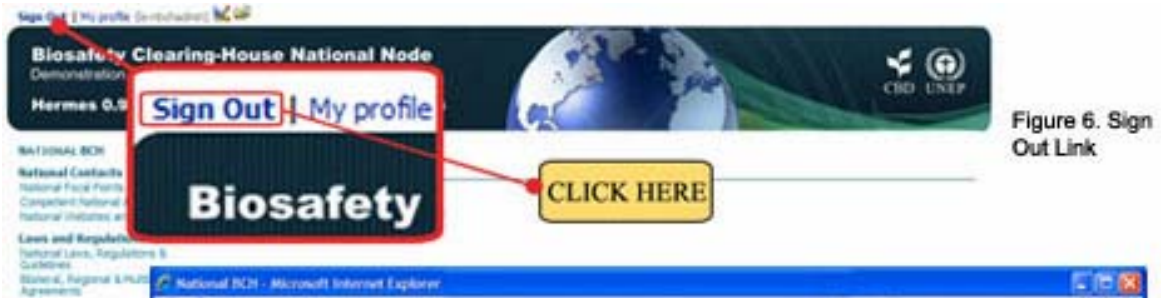 Sign Out | My profile
Biosafety Clearing-House National Node
Demonstration
Hermes 0.9
Sign Out | My profile
Biosafety
CLICK HERE
CBD UNEP
Figure 6. Sign
Out Link
NATIONAL BCH
National Contacts
National Focal Points
Competent National
National Websites
Laws and Regulations
National Laws, Regulations &
Guidelines
Bilateral, Regional &
Agreements
National BCH - Microsoft Internet Explorer